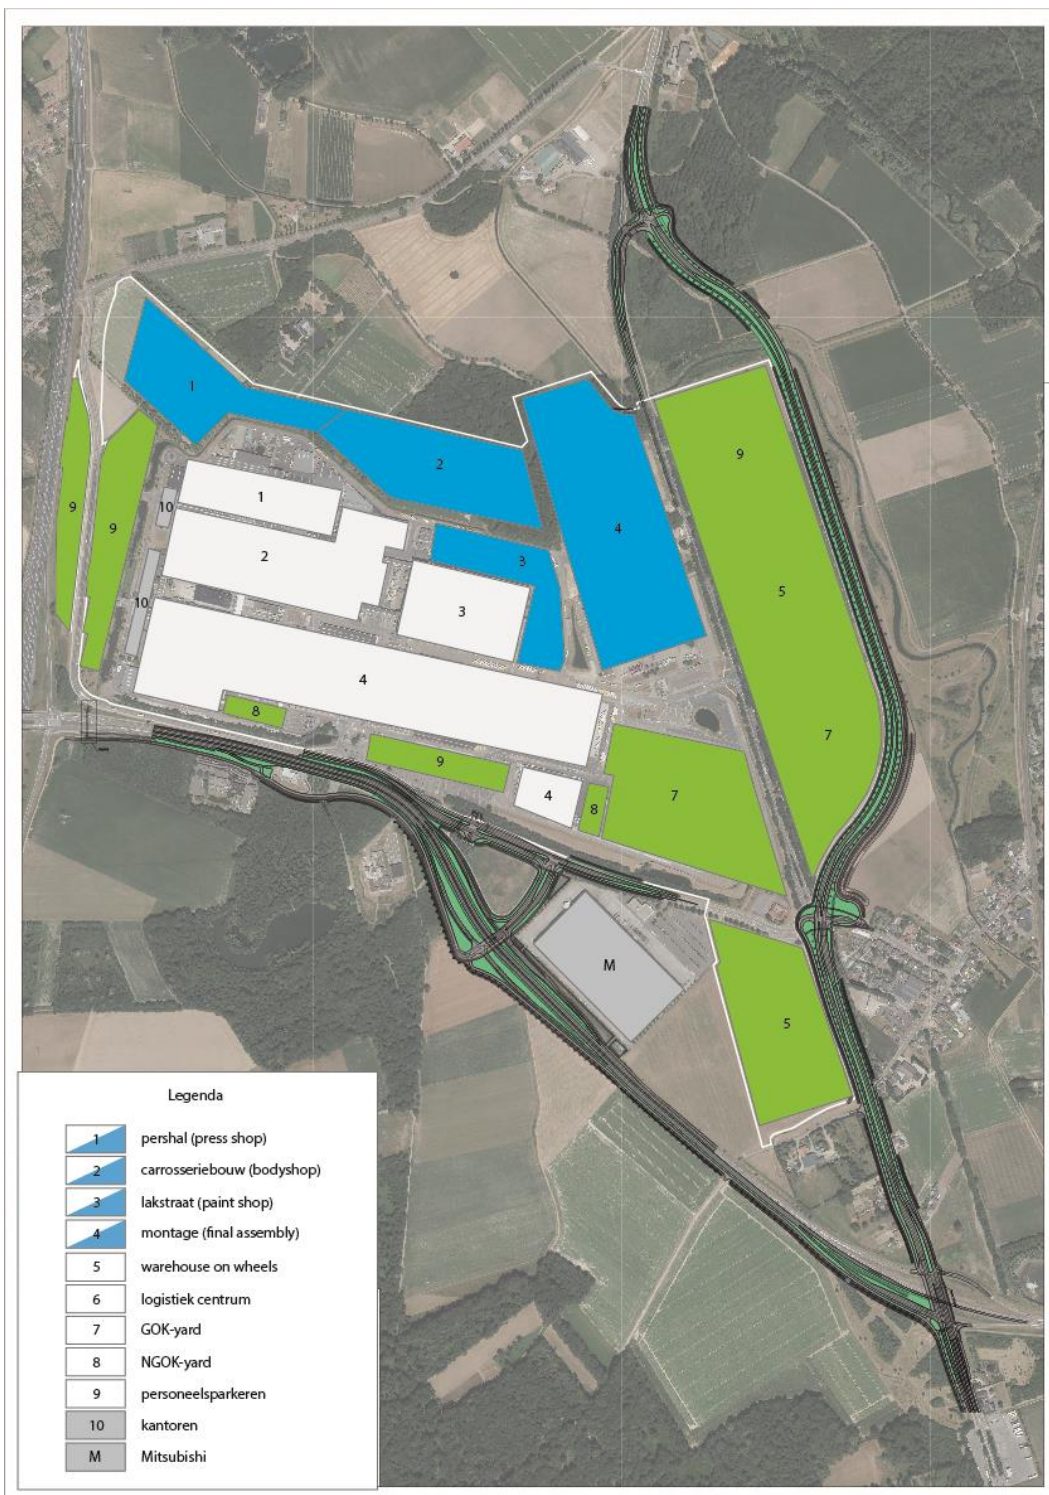 1
2
9
4
9
9
1
10
3
2
5
10
3
4
8
7
9
4
8
7
M
5
Legenda
1 pershal (press shop)
2 carrosseriebouw (bodyshop)
3 lakstraat (paint shop)
4 montage (final assembly)
5 warehouse on wheels
6 logistiek centrum
7 GOK-yard
8 NGOK-yard
9 personeelsparkeren
10 kantoren
M Mitsubishi